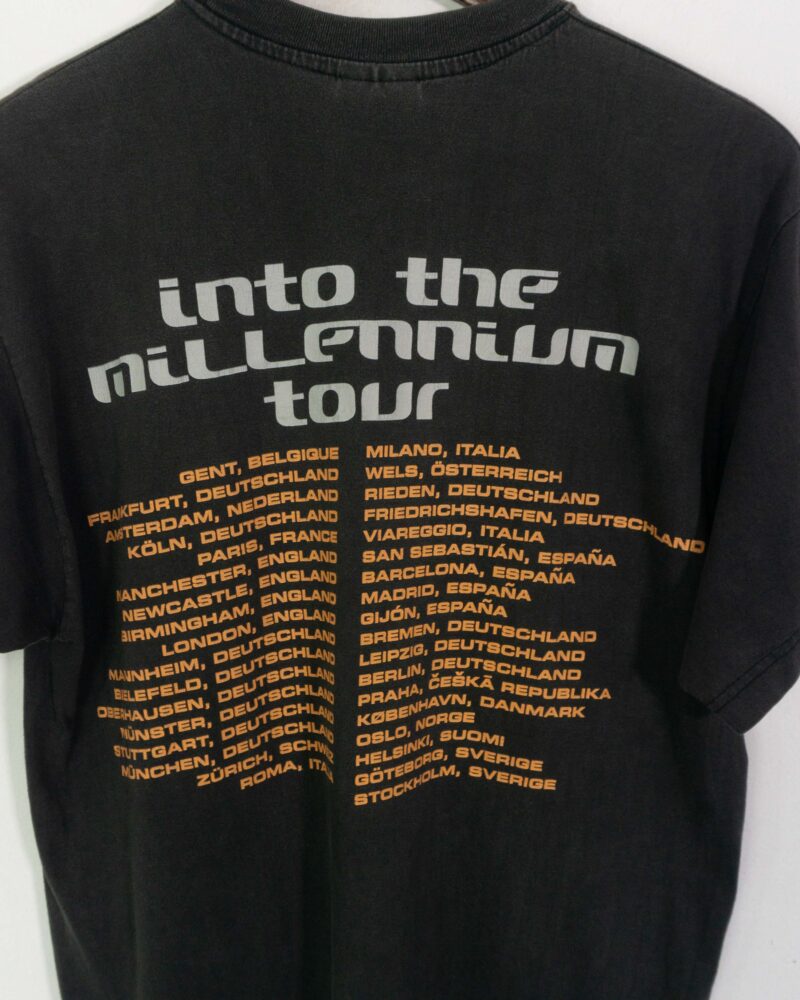 into the
millennium
tour
GENT, BELGIQUE
FRANKFURT, DEUTSCHLAND
AMSTERDAM, NEDERLAND
KÖLN, DEUTSCHLAND
PARIS, FRANCE
MANCHESTER, ENGLAND
NEWCASTLE, ENGLAND
BIRMINGHAM, ENGLAND
LONDON, ENGLAND
MANNHEIM, DEUTSCHLAND
BIELEFELD, DEUTSCHLAND
OBERHAUSEN, DEUTSCHLAND
MÜNSTER, DEUTSCHLAND
STUTTGART, DEUTSCHLAND
MÜNCHEN, DEUTSCHLAND
ZÜRICH, SCHWEIZ
ROMA, ITALIA
MILANO, ITALIA
WELS, ÖSTERREICH
RIEDEN, DEUTSCHLAND
FRIEDRICHSHAFEN, DEUTSCHLAND
VIAREGGIO, ITALIA
SAN SEBASTIÁN, ESPAÑA
BARCELONA, ESPAÑA
MADRID, ESPAÑA
GIJÓN, ESPAÑA
BREMEN, DEUTSCHLAND
LEIPZIG, DEUTSCHLAND
BERLIN, DEUTSCHLAND
PRAHA, ČEŠKÃ REPUBLIKA
KØBENHAVN, DANMARK
OSLO, NORGE
HELSINKI, SUOMI
GÖTEBORG, SVERIGE
STOCKHOLM, SVERIGE